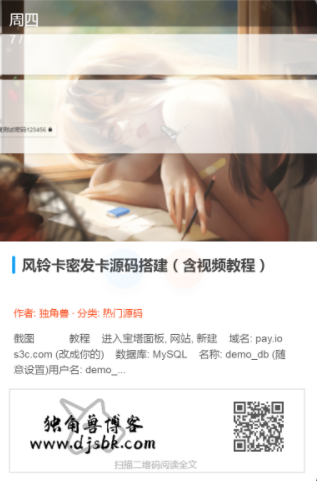 周四
风铃卡密发卡源码搭建（含视频教程）
作者: 独角兽 · 分类: 热门源码
截图 教程 进入宝塔面板, 网站, 新建 域名: pay.io
s3c.com (改成你的) 数据库: MySQL 名称: demo_db (随
意设置)用户名: demo_...
独角兽博客
www.djsbk.com
扫描二维码阅读全文